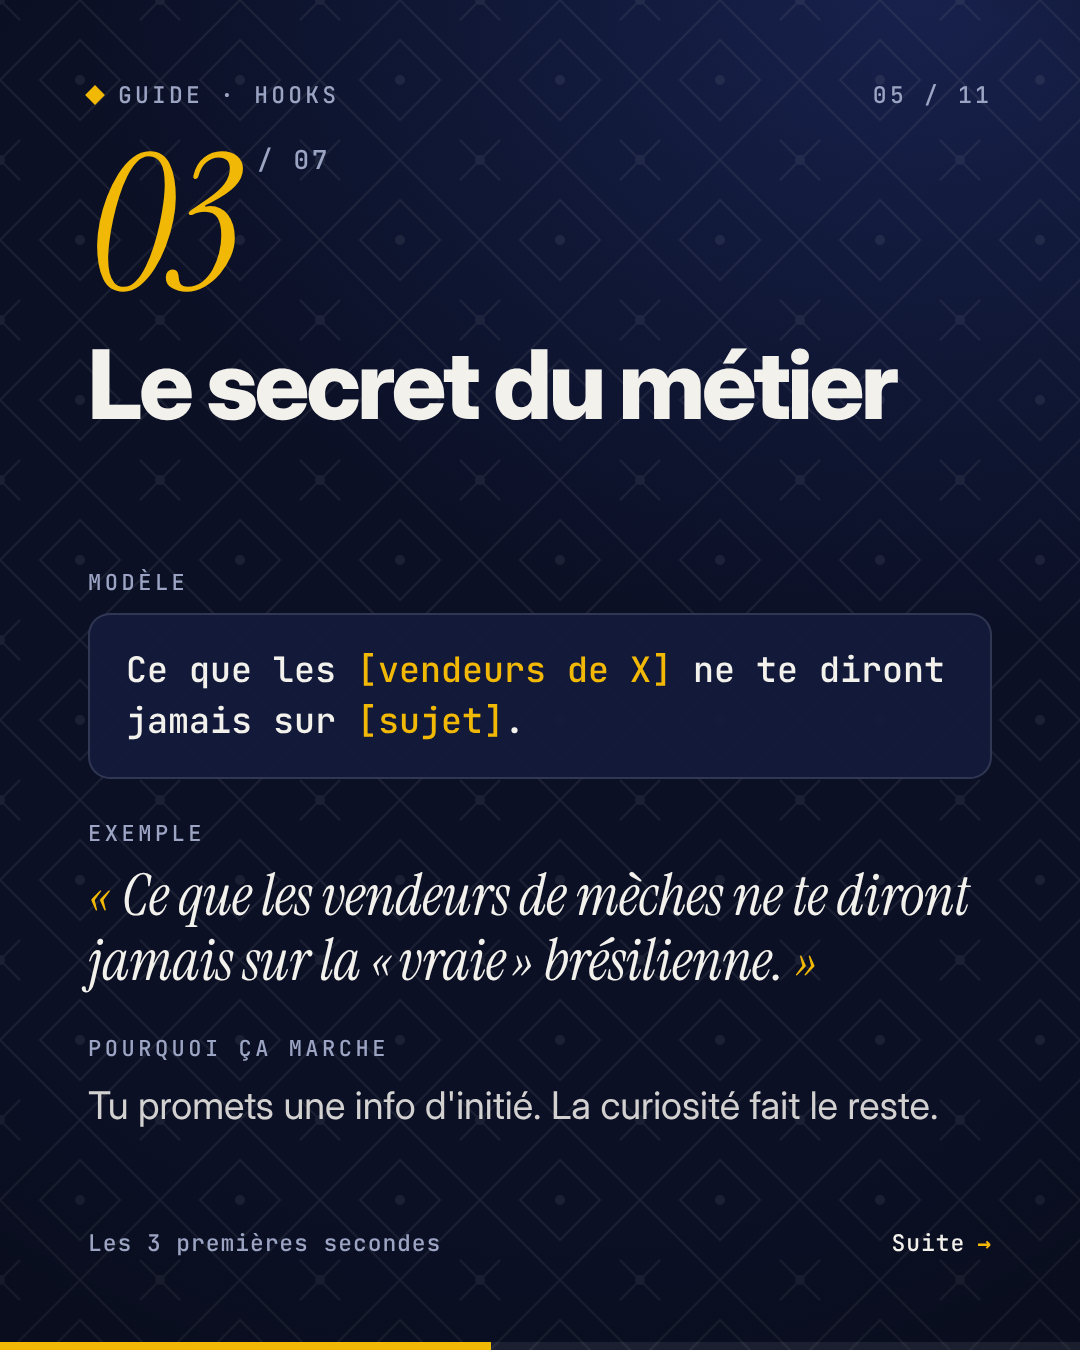 GUIDE · HOOKS
05 / 11
03 / 07
Le secret du métier
MODÈLE
Ce que les [vendeurs de X] ne te diront
jamais sur [sujet].
EXEMPLE
« Ce que les vendeurs de mèches ne te diront
jamais sur la « vraie » brésilienne. »
POURQUOI ÇA MARCHE
Tu promets une info d'initié. La curiosité fait le reste.
Les 3 premières secondes
Suite →